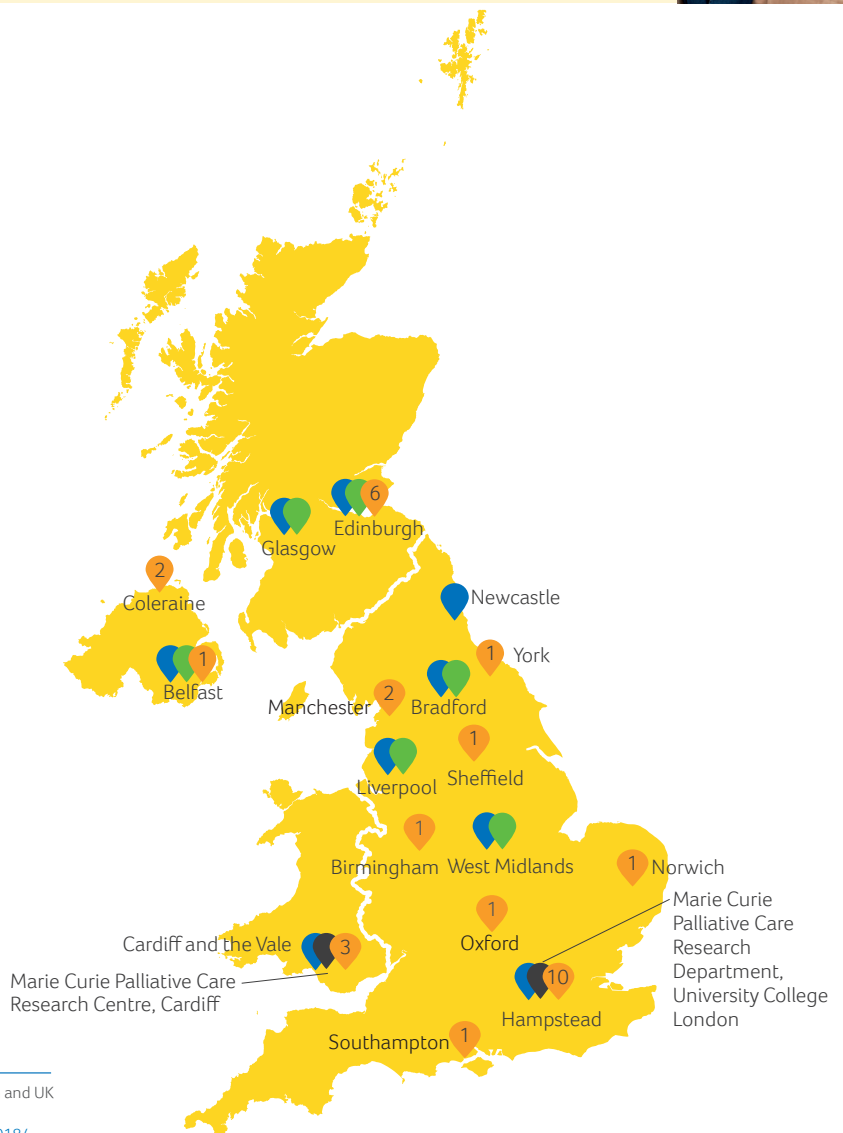 6
Edinburgh
Glasgow
2
Coleraine
Newcastle
1
York
1
Belfast
2
Manchester
Bradford
1
Sheffield
Liverpool
1
Birmingham
West Midlands
1
Norwich
Marie Curie
Palliative Care
Research
Department,
University College
London
1
Oxford
Cardiff and the Vale
3
Marie Curie Palliative Care
Research Centre, Cardiff
10
Hampstead
Southampton
1
and UK